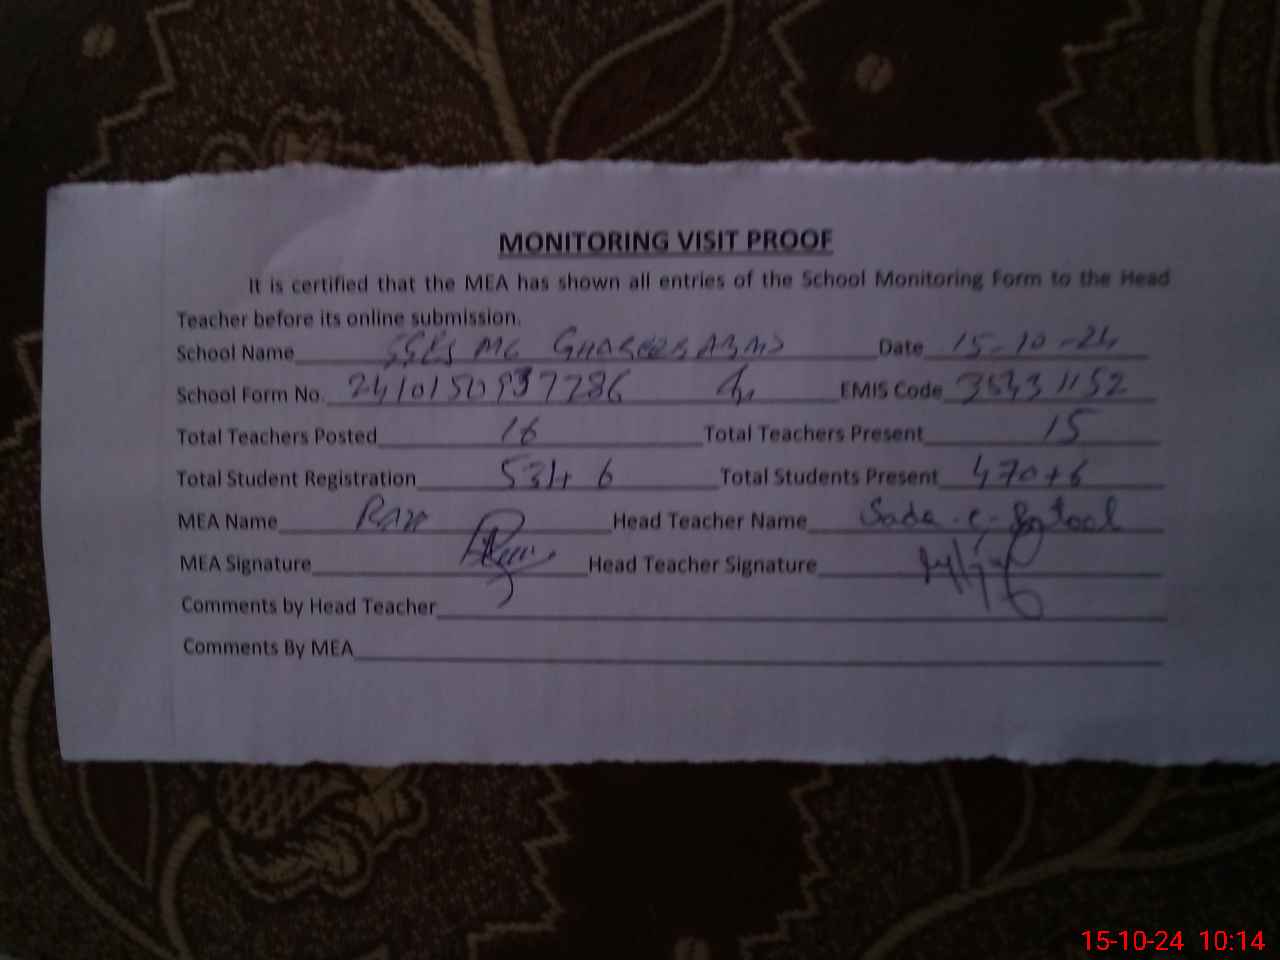 MONITORING VISIT PROOF
It is certified that the MEA has shown all entries of the School Monitoring Form to the Head
Teacher before its online submission.
School Name MC Date 15-10-24
School Form No. EMIS Code 35431152
Total Teachers Posted 16 Total Teachers Present 15
Total Student Registration 534+6 Total Students Present 470+6
MEA Name Head Teacher Name
MEA Signature Head Teacher Signature
Comments by Head Teacher
Comments By MEA
15-10-24 10:14